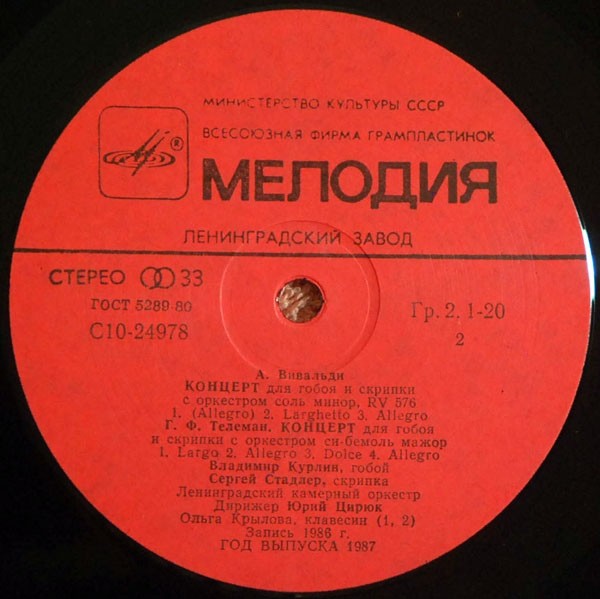 МИНИСТЕРСТВО КУЛЬТУРЫ СССР
ВСЕСОЮЗНАЯ ФИРМА ГРАМПЛАСТИНОК
®
МЕЛОДИЯ
ЛЕНИНГРАДСКИЙ ЗАВОД
СТЕРЕО 33
ГОСТ 5289-80
С10-24978
Гр. 2, 1-20
2
А. Вивальди
КОНЦЕРТ для гобоя и скрипки
с оркестром соль минор, RV 576
1. (Allegro) 2. Larghetto 3. Allegro
Г. Ф. Телеман. КОНЦЕРТ для гобоя
и скрипки с оркестром си-бемоль мажор
1. Largo 2. Allegro 3. Dolce 4. Allegro
Владимир Курлин, гобой
Сергей Стадлер, скрипка
Ленинградский камерный оркестр
Дирижер Юрий Цирюк
Ольга Крылова, клавесин (1, 2)
Запись 1986 г.
ГОД ВЫПУСКА 1987